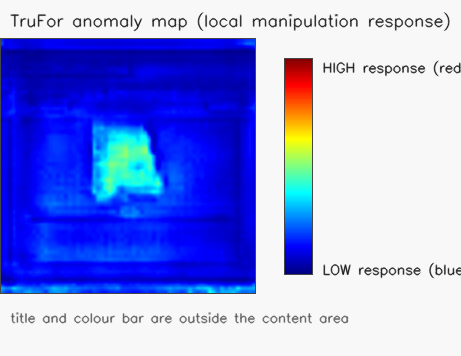 TruFor anomaly map (local manipulation response)
HIGH response (red
LOW response (blue
title and colour bar are outside the content area